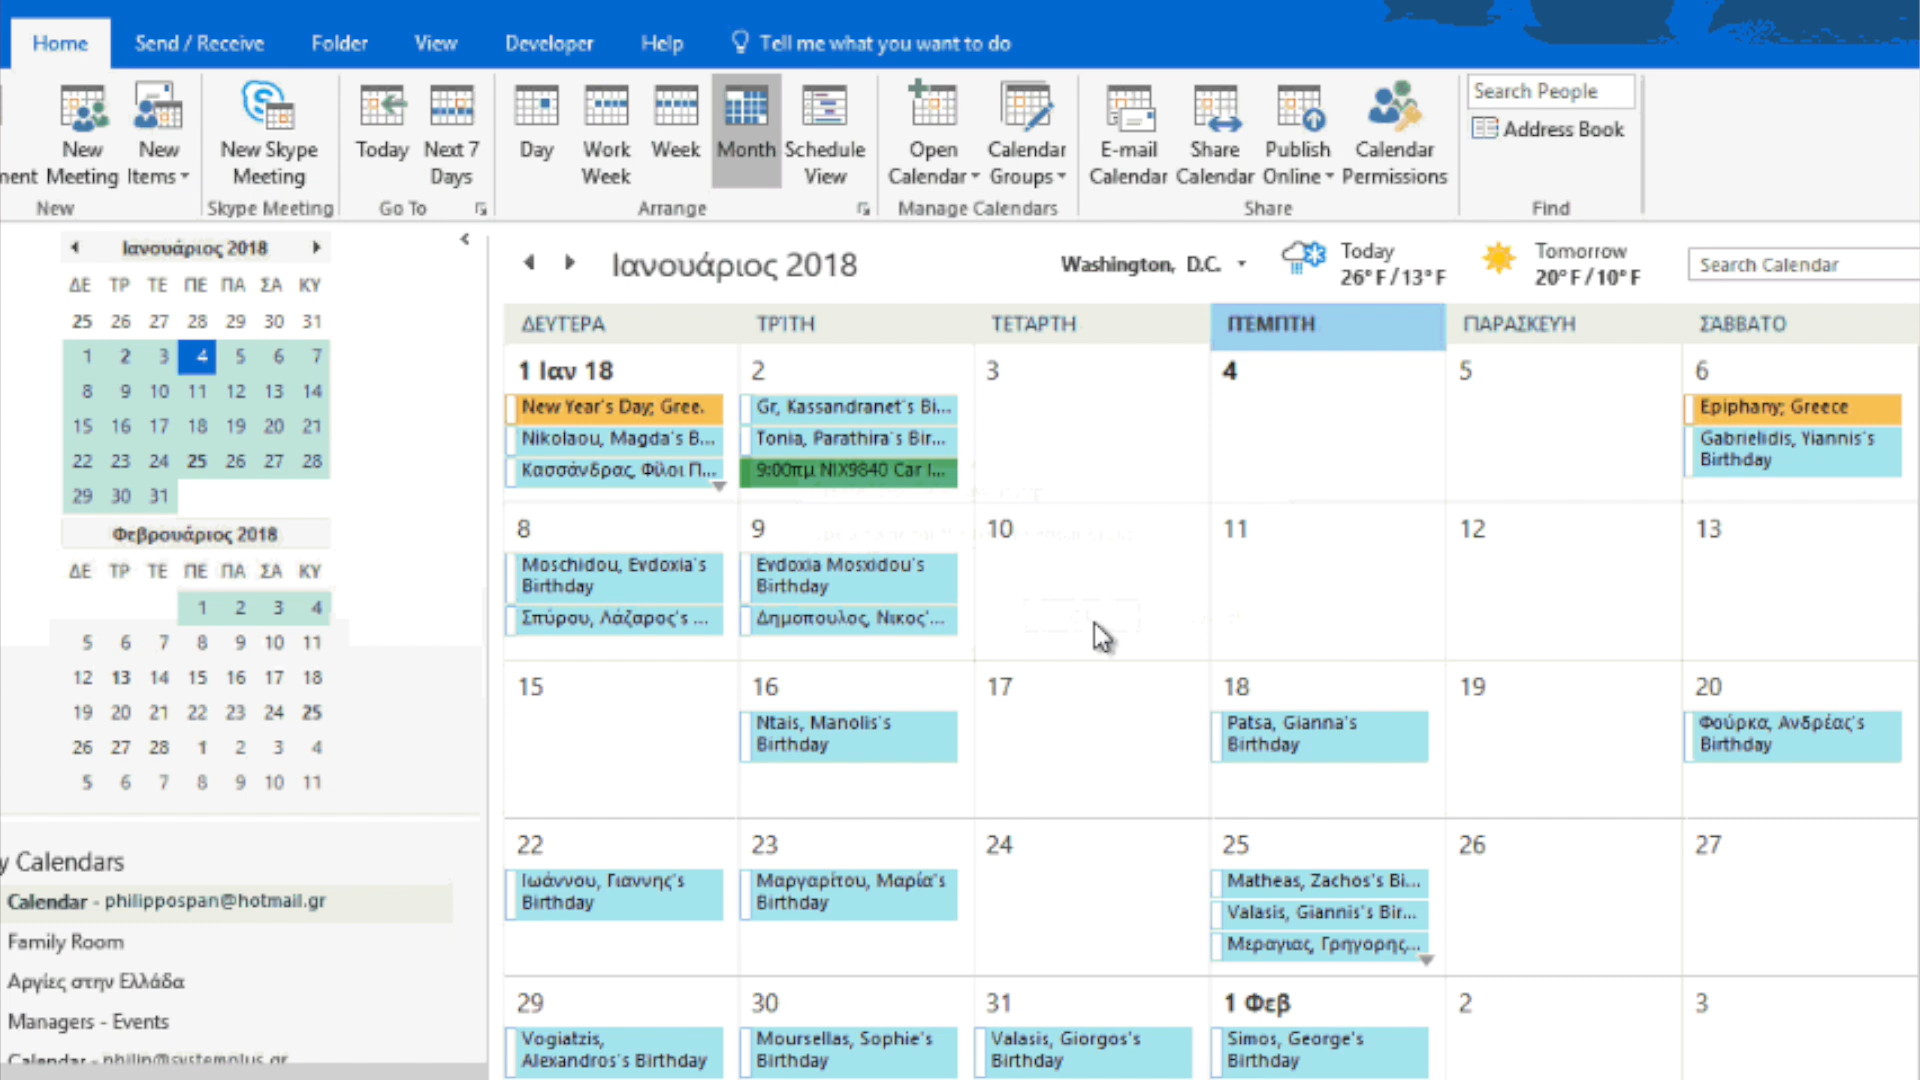 Home Send / Receive Folder View Developer Help Tell me what you want to do
New Meeting New Items New Skype Meeting Today Next 7 Days Day Work Week Week Month Schedule View Open Calendar Calendar Groups E-mail Calendar Share Calendar Publish Online Calendar Permissions Search People
Address Book
New Skype Meeting Go To Arrange Manage Calendars Share Find
Ιανουάριος 2018
ΔΕ ΤΡ ΤΕ ΠΕ ΠΑ ΣΑ ΚΥ
25 26 27 28 29 30 31
1 2 3 4 5 6 7
8 9 10 11 12 13 14
15 16 17 18 19 20 21
22 23 24 25 26 27 28
29 30 31
Φεβρουάριος 2018
ΔΕ ΤΡ ΤΕ ΠΕ ΠΑ ΣΑ ΚΥ
1 2 3 4
5 6 7 8 9 10 11
12 13 14 15 16 17 18
19 20 21 22 23 24 25
26 27 28 1 2 3 4
5 6 7 8 9 10 11
y Calendars
Calendar - philippospan@hotmail.gr
Family Room
Αργίες στην Ελλάδα
Managers - Events
Calendar - philip@systemplus.gr
Ιανουάριος 2018 Washington, D.C. Today 26°F/13°F Tomorrow 20°F/10°F Search Calendar
ΔΕΥΤΈΡΑ ΤΡΊΤΗ ΤΕΤΆΡΤΗ ΠΈΜΠΤΗ ΠΑΡΑΣΚΕΥΉ ΣΆΒΒΑΤΟ
1 Ιαν 18
New Year's Day; Gree.
Nikolaou, Magda's B...
Κασσάνδρας, Φίλοι Π...
2
Gr, Kassandranet's Bi...
Tonia, Parathira's Bir...
9:00πμ NIX9840 Car I...
3
4
5
6
Epiphany; Greece
Gabrielidis, Yiannis's
Birthday
8
Moschidou, Evdoxia's
Birthday
Σπύρου, Λάζαρος's ...
9
Evdoxia Mosxidou's
Birthday
Δημοπουλος, Νικος'...
10
11
12
13
15
16
Ntais, Manolis's
Birthday
17
18
Patsa, Gianna's
Birthday
19
20
Φούρκα, Ανδρέας's
Birthday
22
Ιωάννου, Γιαννης's
Birthday
23
Μαργαρίτου, Μαρία's
Birthday
24
25
Matheas, Zachos's Bi...
Valasis, Giannis's Bir...
Μεραγιας, Γρηγορης...
26
27
29
Vogiatzis,
Alexandros's Birthday
30
Moursellas, Sophie's
Birthday
31
Valasis, Giorgos's
Birthday
1 Φεβ
Simos, George's
Birthday
2
3